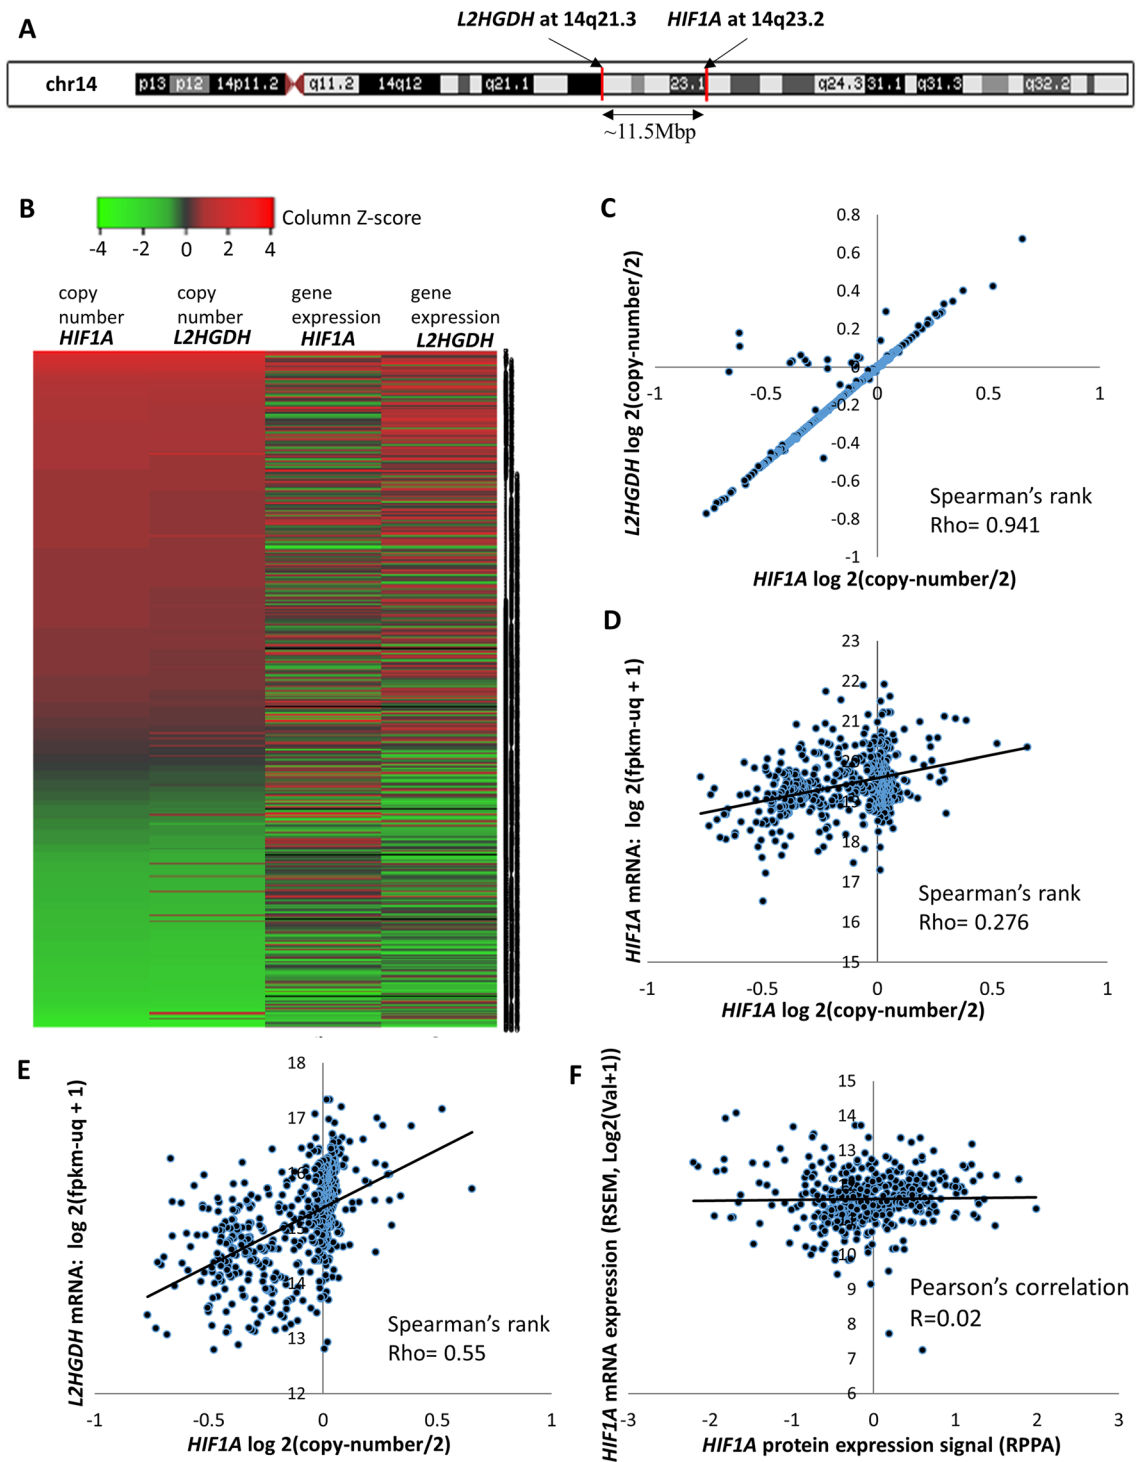 A
L2HGDH at 14q21.3
HIF1A at 14q23.2
chr14
p13 p12 14p11.2 q11.2 14q12 q21.1 23.1 q24.3 31.1 q31.3 q32.2
~11.5Mbp
B
Column Z-score
-4 -2 0 2 4
copy
number
HIF1A
copy
number
L2HGDH
gene
expression
HIF1A
gene
expression
L2HGDH
C
L2HGDH log 2(copy-number/2)
0.8
0.6
0.4
0.2
0
-0.2
-0.4
-0.6
-0.8
-1
-1 -0.5 0 0.5 1
Spearman's rank
Rho= 0.941
HIF1A log 2(copy-number/2)
D
HIF1A mRNA: log 2(fpkm-uq + 1)
23
22
21
20
19
18
17
16
15
Spearman's rank
Rho= 0.276
-1 -0.5 0 0.5 1
HIF1A log 2(copy-number/2)
E
L2HGDH mRNA: log 2(fpkm-uq + 1)
18
17
16
15
14
13
12
Spearman's rank
Rho= 0.55
-1 -0.5 0 0.5 1
HIF1A log 2(copy-number/2)
F
HIF1A mRNA expression (RSEM, Log2(Val+1))
15
14
13
10
9
8
7
6
Pearson's correlation
R=0.02
-3 -2 -1 0 1 2 3
HIF1A protein expression signal (RPPA)